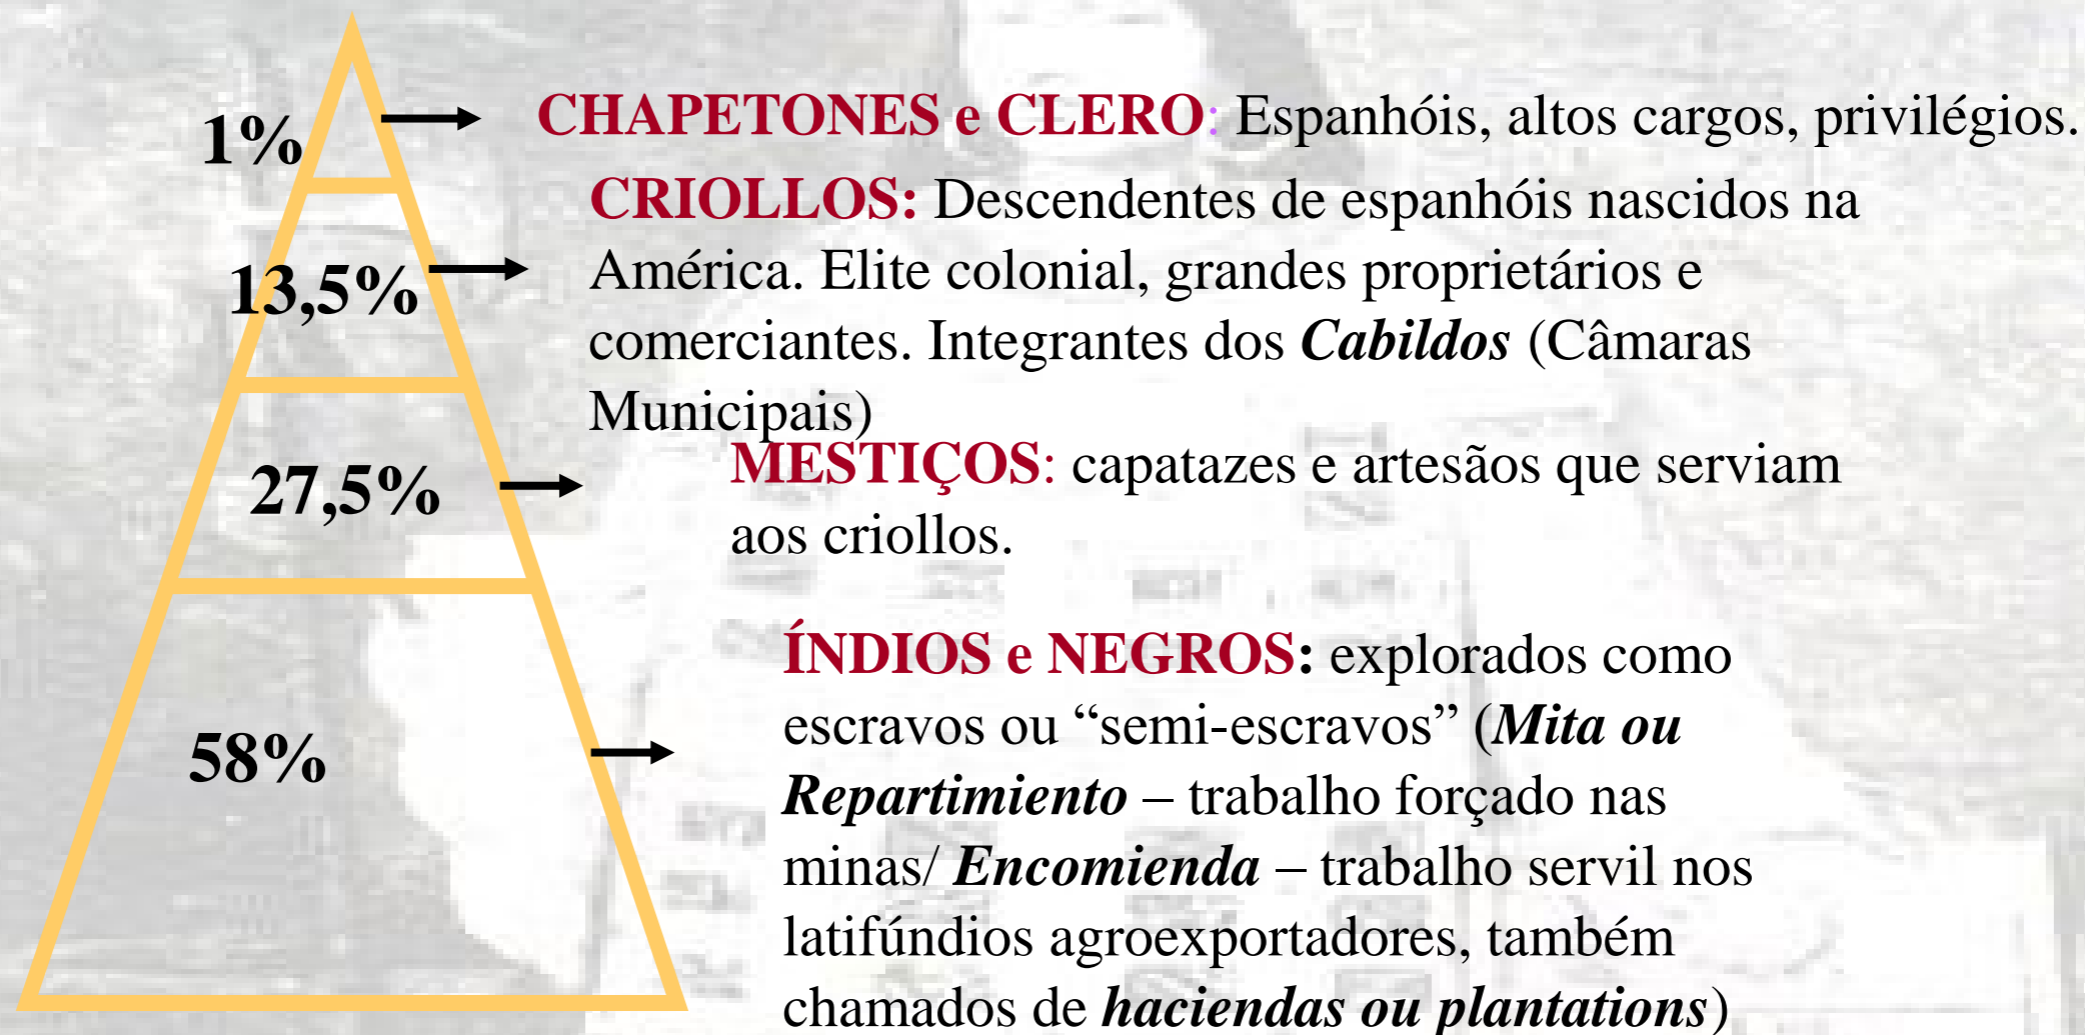 1%
CHAPETONES e CLERO: Espanhóis, altos cargos, privilégios.
13,5%
CRIOLLOS: Descendentes de espanhóis nascidos na
América. Elite colonial, grandes proprietários e
comerciantes. Integrantes dos Cabildos (Câmaras
Municipais)
27,5%
MESTIÇOS: capatazes e artesãos que serviam
aos criollos.
58%
ÍNDIOS e NEGROS: explorados como
escravos ou “semi-escravos” (Mita ou
Repartimiento – trabalho forçado nas
minas/ Encomienda – trabalho servil nos
latifúndios agroexportadores, também
chamados de haciendas ou plantations)